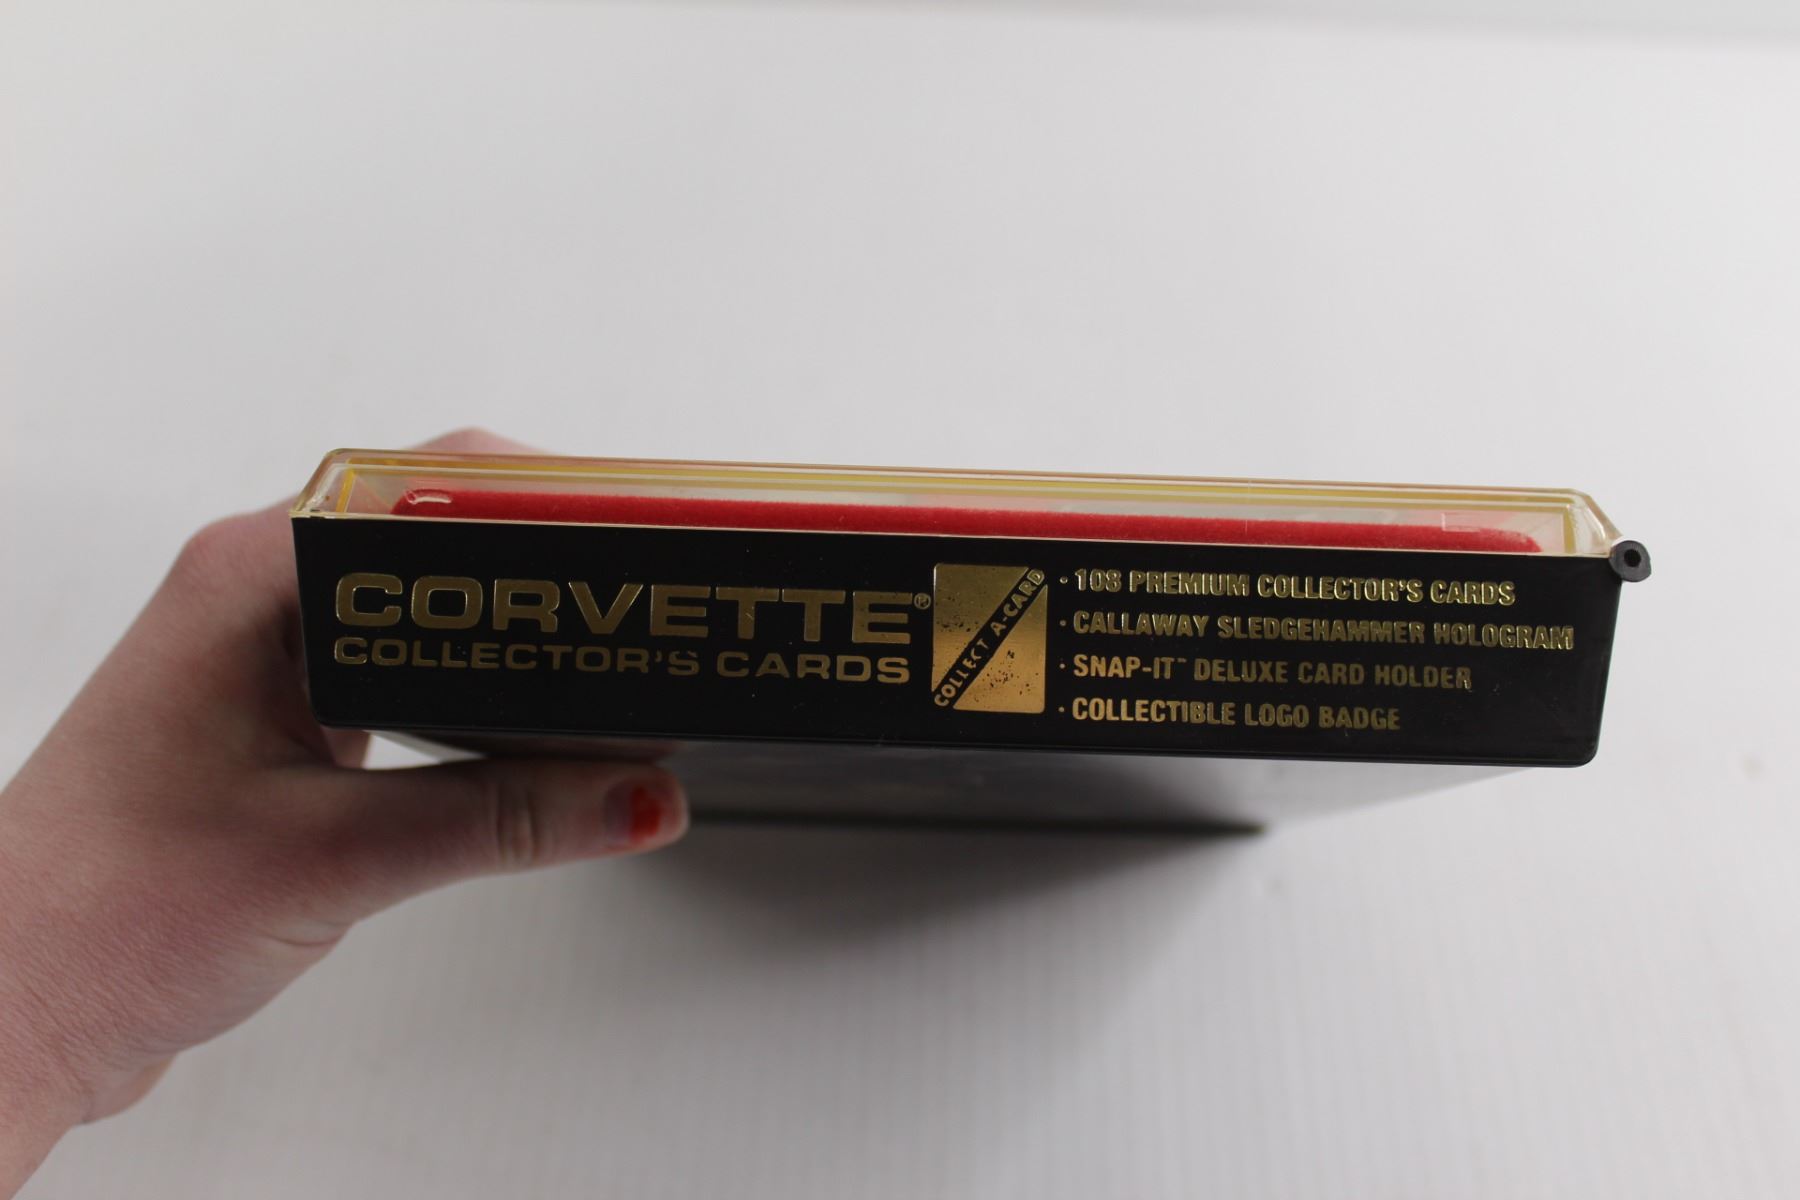 CORVETTE®
COLLECTOR'S CARDS
COLLECT A-CARD
· 108 PREMIUM COLLECTOR'S CARDS
· CALLAWAY SLEDGEHAMMER HOLOGRAM
· SNAP-IT™ DELUXE CARD HOLDER
· COLLECTIBLE LOGO BADGE